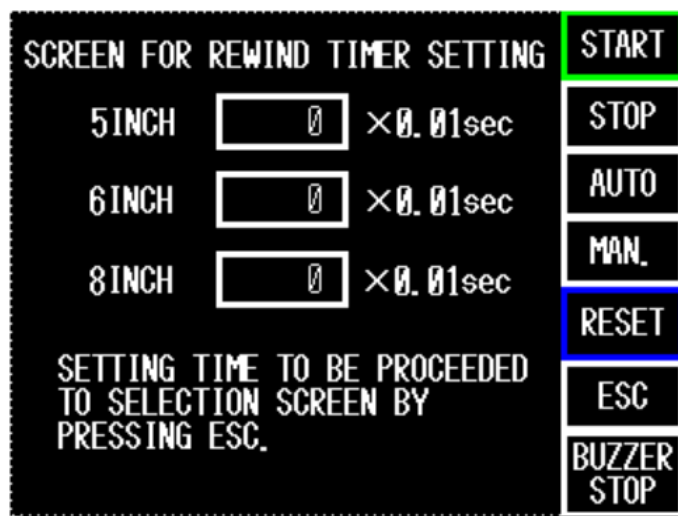 SCREEN FOR REWIND TIMER SETTING
5INCH 0 ×0.01sec
6INCH 0 ×0.01sec
8INCH 0 ×0.01sec
SETTING TIME TO BE PROCEEDED
TO SELECTION SCREEN BY
PRESSING ESC.
START
STOP
AUTO
MAN.
RESET
ESC
BUZZER
STOP